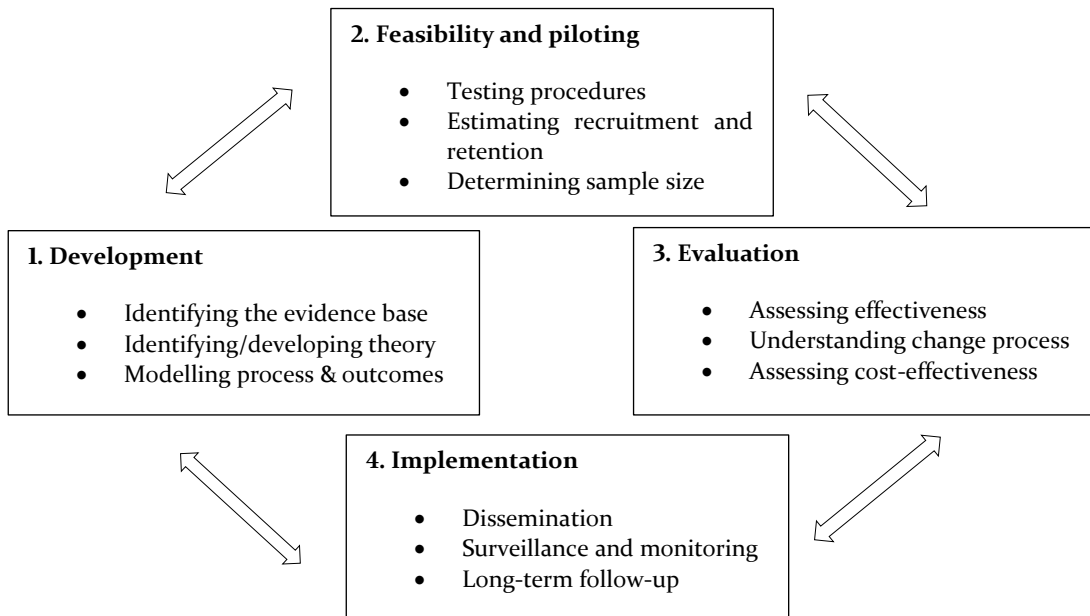 2. Feasibility and piloting
• Testing procedures
• Estimating recruitment and
retention
• Determining sample size
1. Development
• Identifying the evidence base
• Identifying/developing theory
• Modelling process & outcomes
3. Evaluation
• Assessing effectiveness
• Understanding change process
• Assessing cost-effectiveness
4. Implementation
• Dissemination
• Surveillance and monitoring
• Long-term follow-up